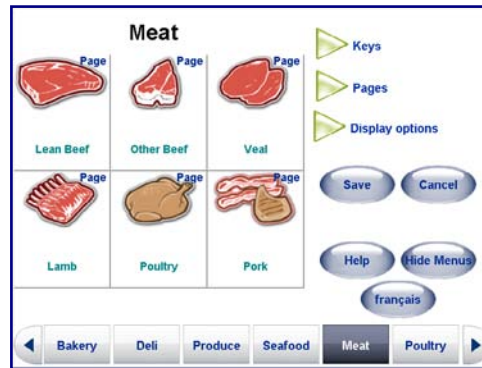 Meat
Page Page Page
Lean Beef Other Beef Veal
Page Page Page
Lamb Poultry Pork
Keys
Pages
Display options
Save Cancel
Help Hide Menus
français
Bakery Deli Produce Seafood Meat Poultry